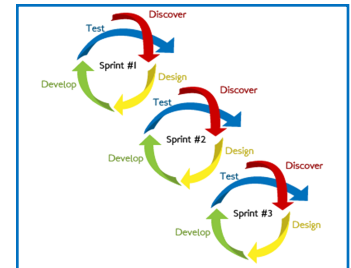 Discover
Test
Sprint #1
Design
Develop
Discover
Test
Sprint #2
Design
Develop
Discover
Test
Sprint #3
Design
Develop